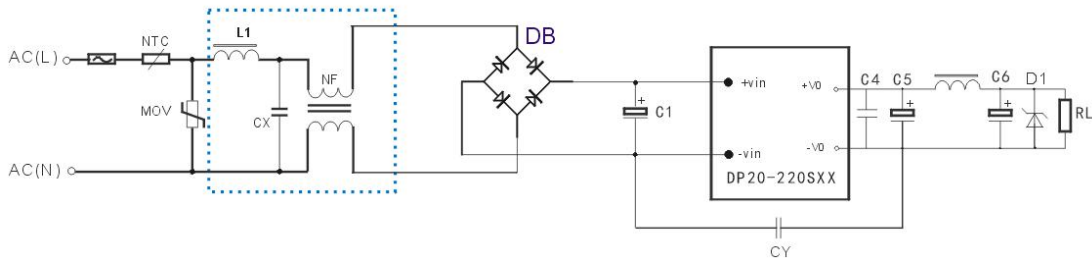 AC(L)
NTC
MOV
L1
CX
NF
DB
+
C1
+vin
-vin
+V0
-V0
DP20-220SXX
C4
C5
+
C6
+
D1
RL
AC(N)
CY